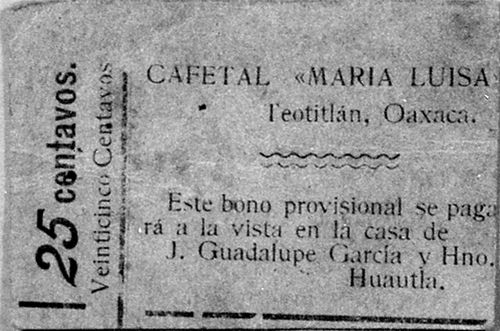 25 centavos.
Veinticinco Centavos
CAFETAL «MARIA LUISA
Teotitlán, Oaxaca.
Este bono provisional se paga
rá a la vista en la casa de
J. Guadalupe García y Hno.
Huautla.